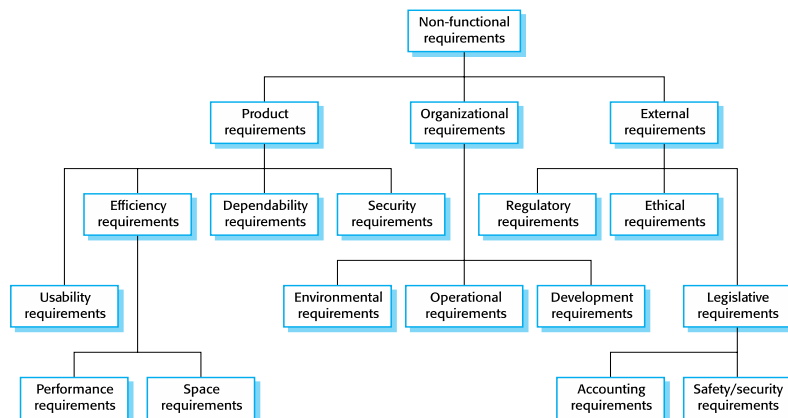 Non-functional
requirements
Product
requirements
Organizational
requirements
External
requirements
Efficiency
requirements
Dependability
requirements
Security
requirements
Regulatory
requirements
Ethical
requirements
Usability
requirements
Environmental
requirements
Operational
requirements
Development
requirements
Legislative
requirements
Performance
requirements
Space
requirements
Accounting
requirements
Safety/security
requirements